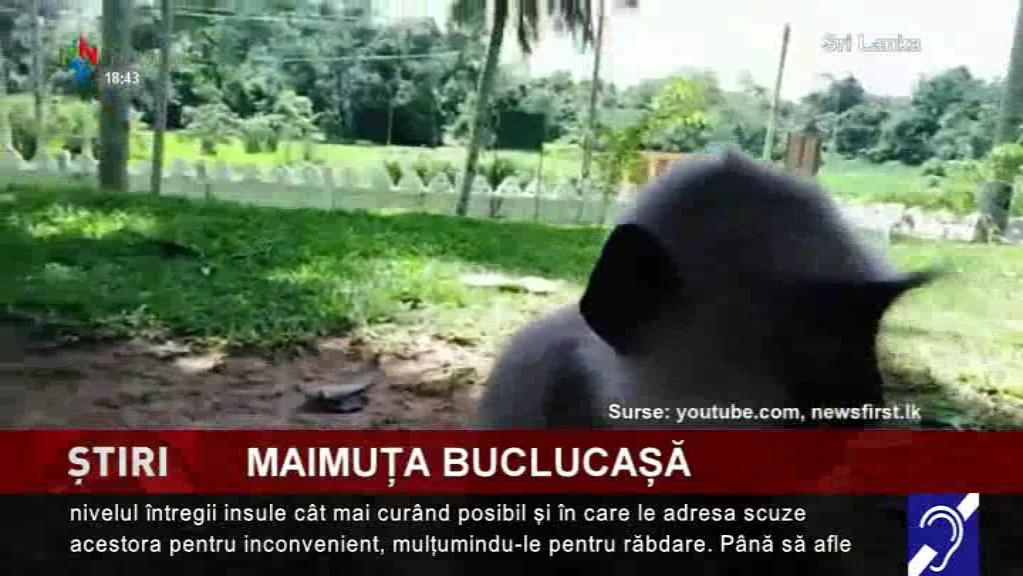 Sri Lanka
18:43
Surse: youtube.com, newsfirst.lk
ȘTIRI
MAIMUȚA BUCLUCAȘĂ
nivelul întregii insule cât mai curând posibil și în care le adresa scuze
acestora pentru inconvenient, mulțumindu-le pentru răbdare. Până să afle